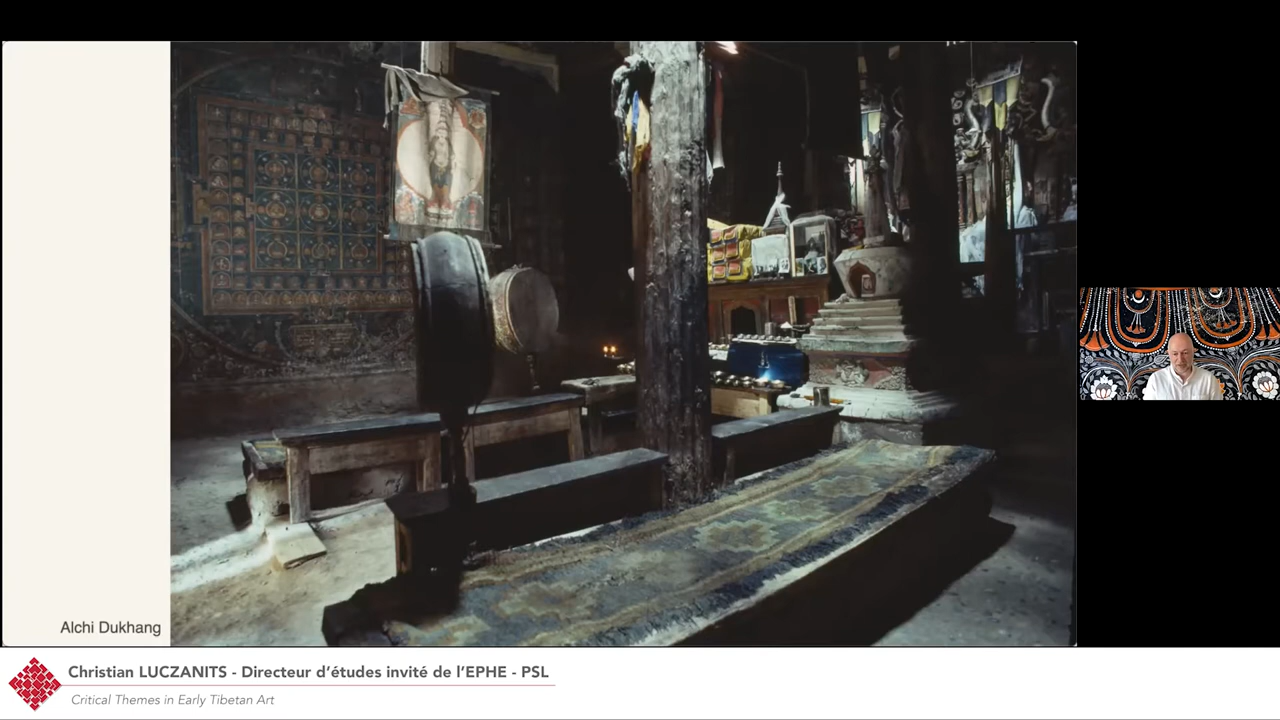 Alchi Dukhang
Christian LUCZANITS - Directeur d'études invité de l'EPHE - PSL
Critical Themes in Early Tibetan Art